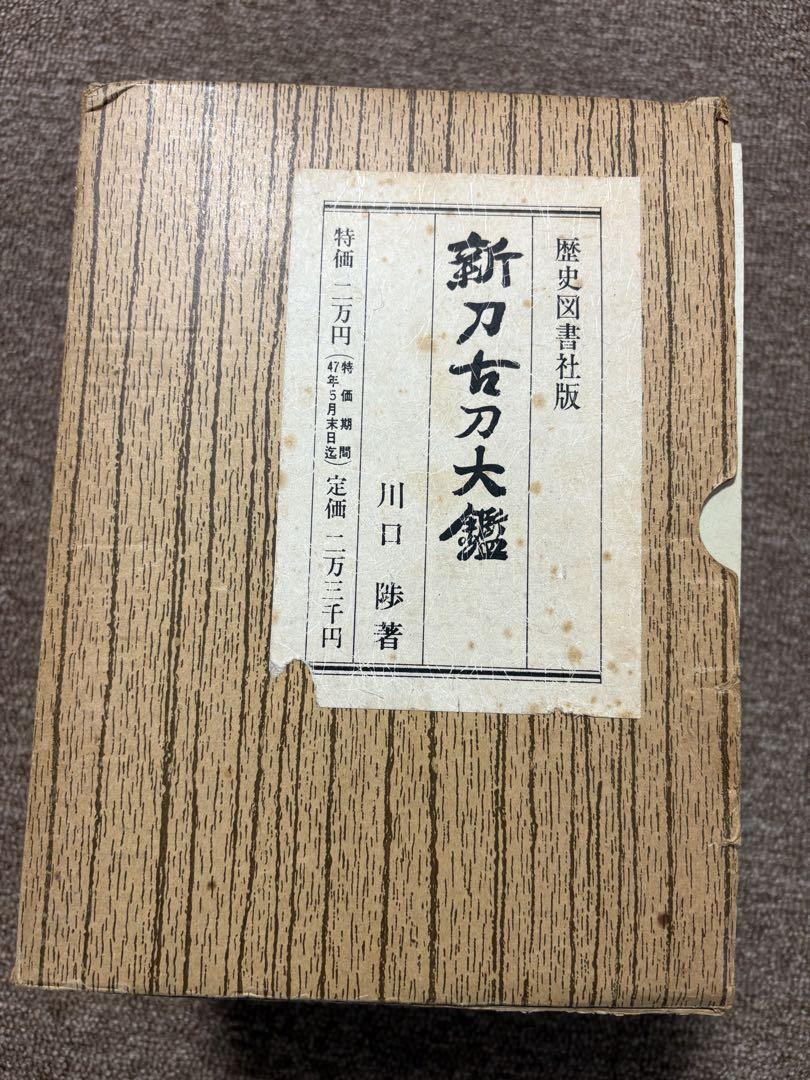 歴史図書社版
新刀古刀大鑑
川口陟著
特価 二万円(特価期間47年5月末日迄)定価 二万三千円